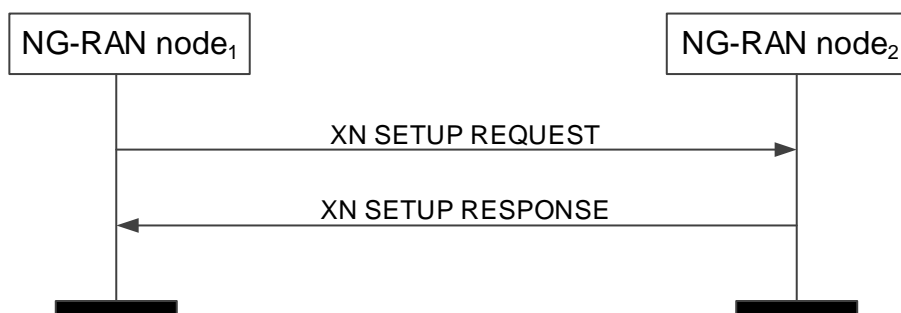 NG-RAN node₁
NG-RAN node₂
XN SETUP REQUEST
XN SETUP RESPONSE